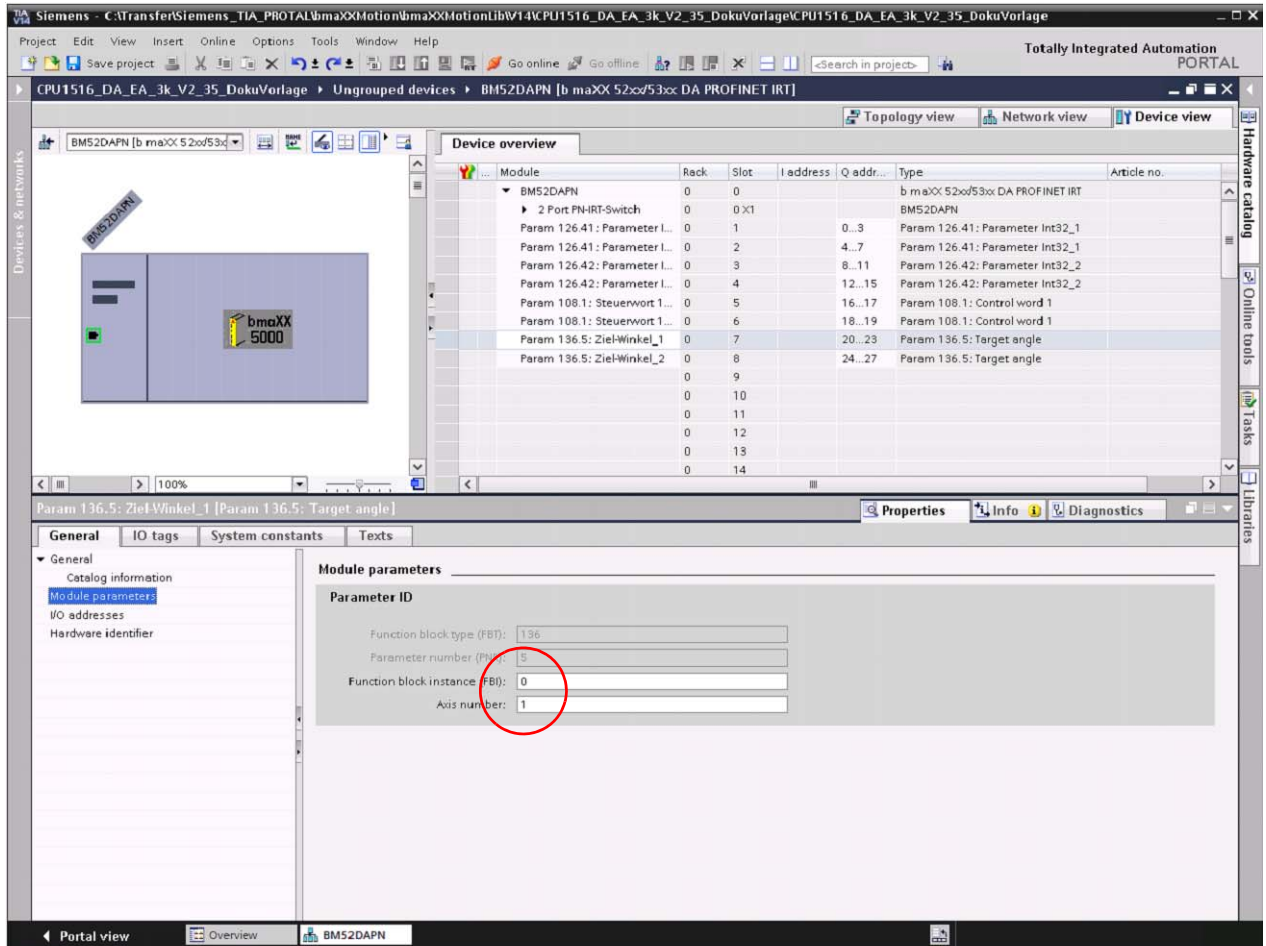 Siemens - C:\Transfer\Siemens_TIA_PROTAL\bmaXXMotion\bmaXXMotionLib\V14\CPU1516_DA_EA_3k_V2_35_DokuVorlage\CPU1516_DA_EA_3k_V2_35_DokuVorlage
Project Edit View Insert Online Options Tools Window Help
Totally Integrated Automation
PORTAL
Save project Go online Go offline <Search in project>
CPU1516_DA_EA_3k_V2_35_DokuVorlage Ungrouped devices BM52DAPN [b maXX 52xx/53xx DA PROFINET IRT]
Topology view Network view Device view
BM52DAPN [b maXX 52xx/53x
Device overview
... Module Rack Slot I address Q addr... Type Article no.
BM52DAPN 0 0 b maXX 52xx/53xx DA PROFINET IRT
2 Port PN-IRT-Switch 0 0 X1 BM52DAPN
Param 126.41: Parameter I... 0 1 0...3 Param 126.41: Parameter Int32_1
Param 126.41: Parameter I... 0 2 4...7 Param 126.41: Parameter Int32_1
Param 126.42: Parameter I... 0 3 8...11 Param 126.42: Parameter Int32_2
Param 126.42: Parameter I... 0 4 12...15 Param 126.42: Parameter Int32_2
Param 108.1: Steuerwort 1... 0 5 16...17 Param 108.1: Control word 1
Param 108.1: Steuerwort 1... 0 6 18...19 Param 108.1: Control word 1
Param 136.5: Ziel-Winkel_1 0 7 20...23 Param 136.5: Target angle
Param 136.5: Ziel-Winkel_2 0 8 24...27 Param 136.5: Target angle
0 9
0 10
0 11
0 12
0 13
0 14
BM52DAPN
bmaXX
5000
100%
Devices & networks
Hardware catalog
Online tools
Tasks
Libraries
Param 136.5: Ziel-Winkel_1 [Param 136.5: Target angle]
Properties Info Diagnostics
General IO tags System constants Texts
General
Catalog information
Module parameters
I/O addresses
Hardware identifier
Module parameters
Parameter ID
Function block type (FBT): 136
Parameter number (PNR): 5
Function block instance (FBI): 0
Axis number: 1
Portal view Overview BM52DAPN